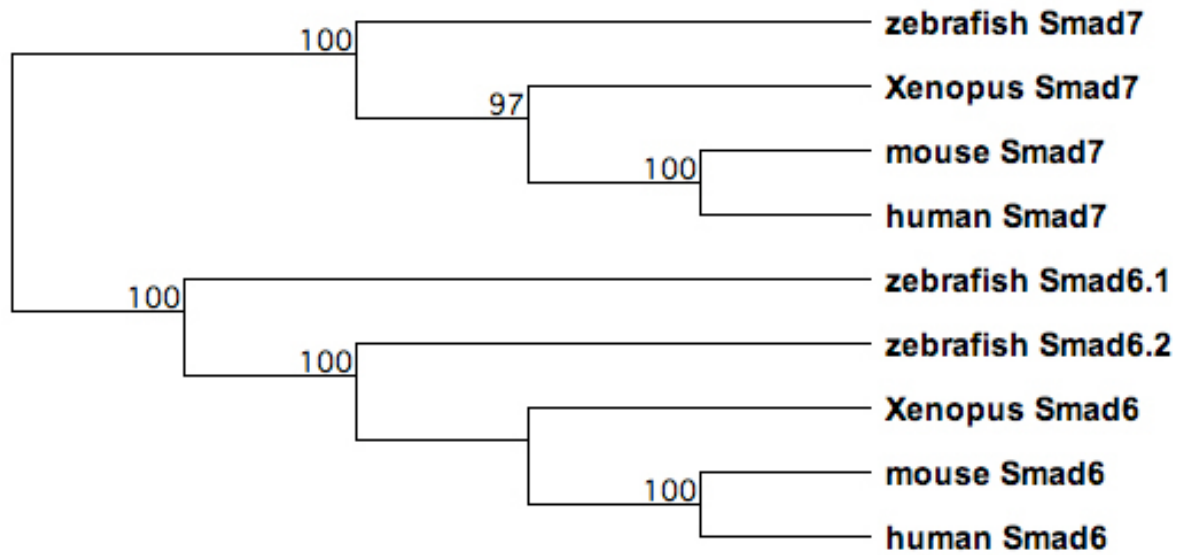 100
zebrafish Smad7
97
Xenopus Smad7
100
mouse Smad7
human Smad7
100
zebrafish Smad6.1
100
zebrafish Smad6.2
Xenopus Smad6
100
mouse Smad6
human Smad6